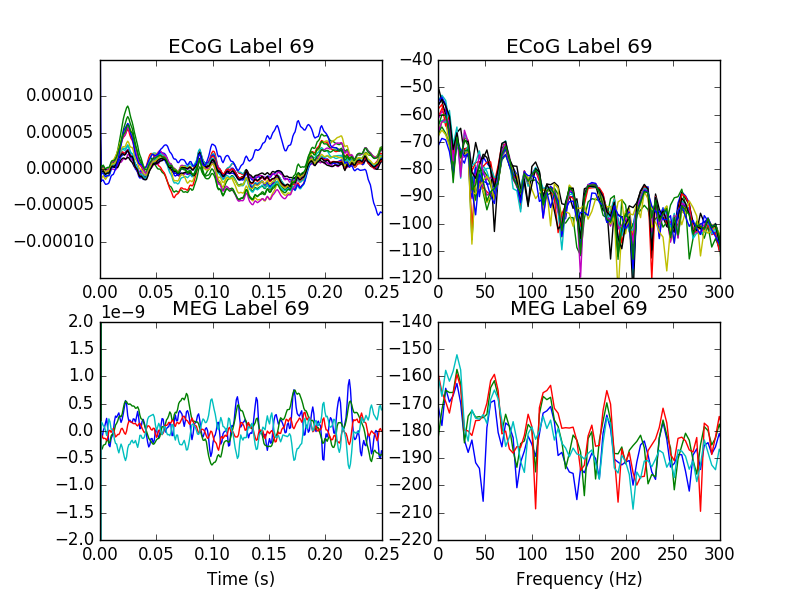 ECoG Label 69
0.00010
0.00005
0.00000
−0.00005
−0.00010
0.00 0.05 0.10 0.15 0.20 0.25
ECoG Label 69
−40
−50
−60
−70
−80
−90
−100
−110
−120
0 50 100 150 200 250 300
1e−9
MEG Label 69
2.0
1.5
1.0
0.5
0.0
−0.5
−1.0
−1.5
−2.0
0.00 0.05 0.10 0.15 0.20 0.25
Time (s)
MEG Label 69
−140
−150
−160
−170
−180
−190
−200
−210
−220
0 50 100 150 200 250 300
Frequency (Hz)